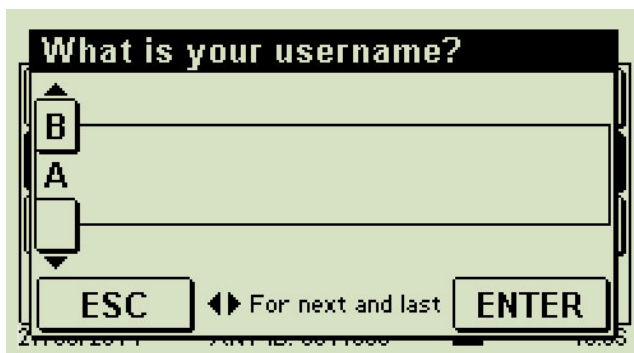 What is your username?
B
A
ESC
For next and last
ENTER